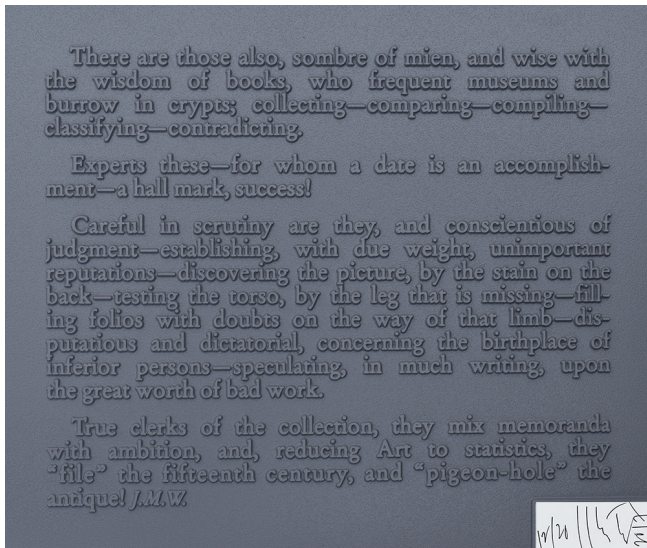 There are those also, sombre of mien, and wise with
the wisdom of books, who frequent museums and
burrow in crypts; collecting—comparing—compiling—
classifying—contradicting.
Experts these—for whom a date is an accomplish-
ment—a hall mark, success!
Careful in scrutiny are they, and conscientious of
judgment—establishing, with due weight, unimportant
reputations—discovering the picture, by the stain on the
back—testing the torso, by the leg that is missing—fill-
ing folios with doubts on the way of that limb—dis-
putatious and dictatorial, concerning the birthplace of
inferior persons—speculating, in much writing, upon
the great worth of bad work.
True clerks of the collection, they mix memoranda
with ambition, and, reducing Art to statistics, they
“file” the fifteenth century, and “pigeon-hole” the
antique! J.M.W.